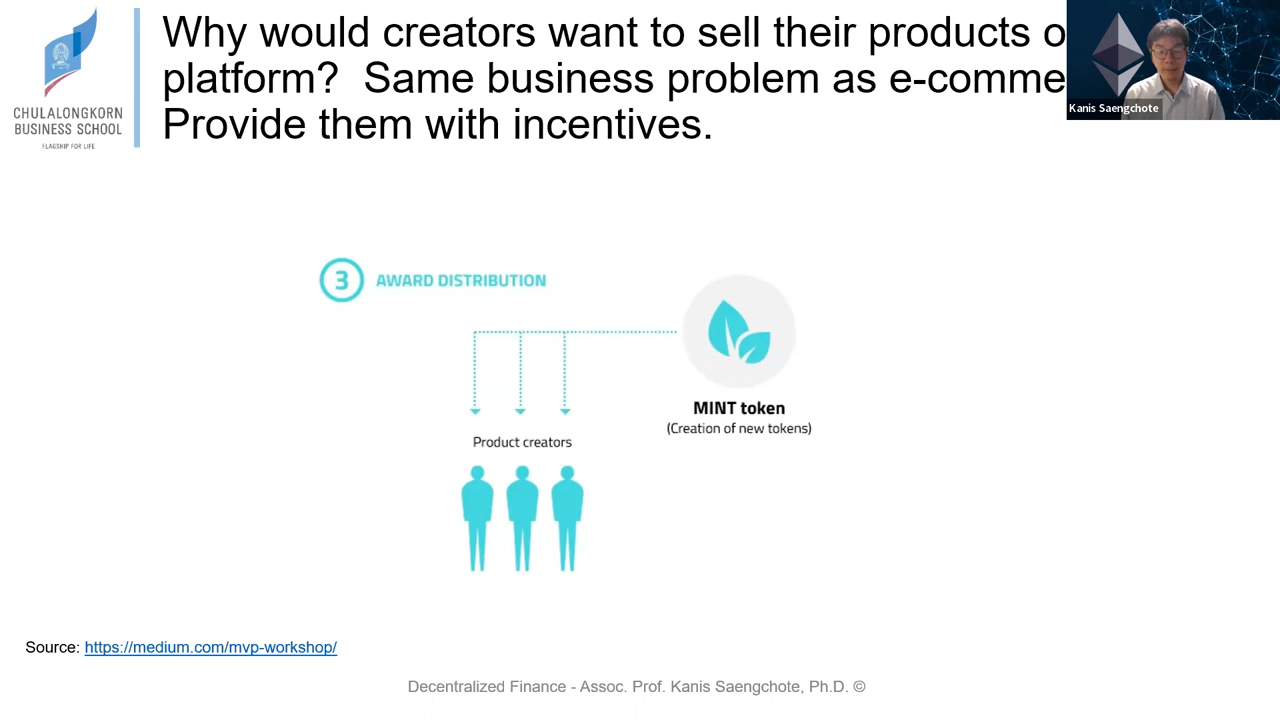 Why would creators want to sell their products o
platform? Same business problem as e-comme
Provide them with incentives.
CHULALONGKORN
BUSINESS SCHOOL
FLAGSHIP FOR LIFE
Kanis Saengchote
3 AWARD DISTRIBUTION
MINT token
(Creation of new tokens)
Product creators
Source: https://medium.com/mvp-workshop/
Decentralized Finance - Assoc. Prof. Kanis Saengchote, Ph.D. ©